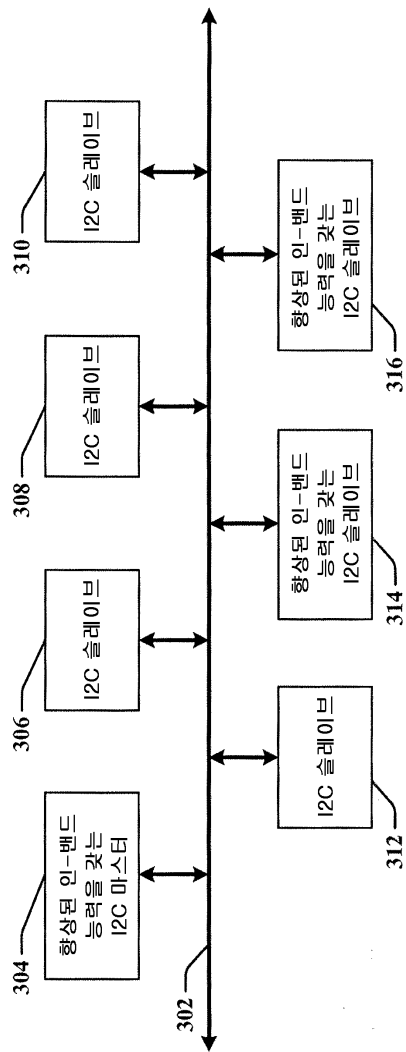 304
향상된 인-밴드
능력을 갖는
I2C 마스터
306
I2C 슬레이브
308
I2C 슬레이브
310
I2C 슬레이브
302
312
I2C 슬레이브
314
향상된 인-밴드
능력을 갖는
I2C 슬레이브
316
향상된 인-밴드
능력을 갖는
I2C 슬레이브